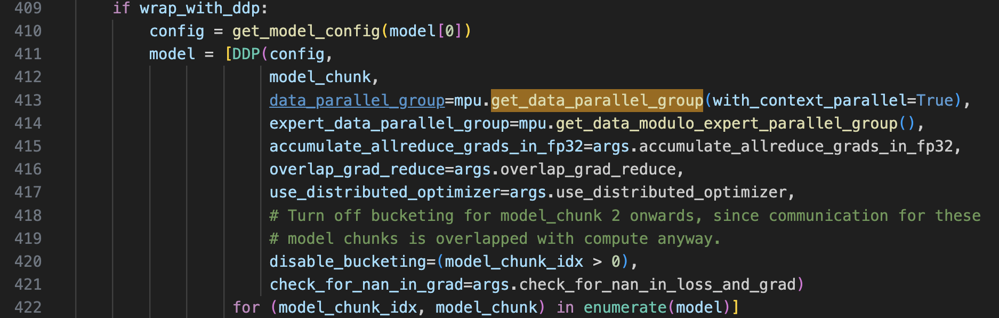 409 if wrap_with_ddp:
410 config = get_model_config(model[0])
411 model = [DDP(config,
412 model_chunk,
413 data_parallel_group=mpu.get_data_parallel_group(with_context_parallel=True),
414 expert_data_parallel_group=mpu.get_data_modulo_expert_parallel_group(),
415 accumulate_allreduce_grads_in_fp32=args.accumulate_allreduce_grads_in_fp32,
416 overlap_grad_reduce=args.overlap_grad_reduce,
417 use_distributed_optimizer=args.use_distributed_optimizer,
418 # Turn off bucketing for model_chunk 2 onwards, since communication for these
419 # model chunks is overlapped with compute anyway.
420 disable_bucketing=(model_chunk_idx > 0),
421 check_for_nan_in_grad=args.check_for_nan_in_loss_and_grad)
422 for (model_chunk_idx, model_chunk) in enumerate(model)]